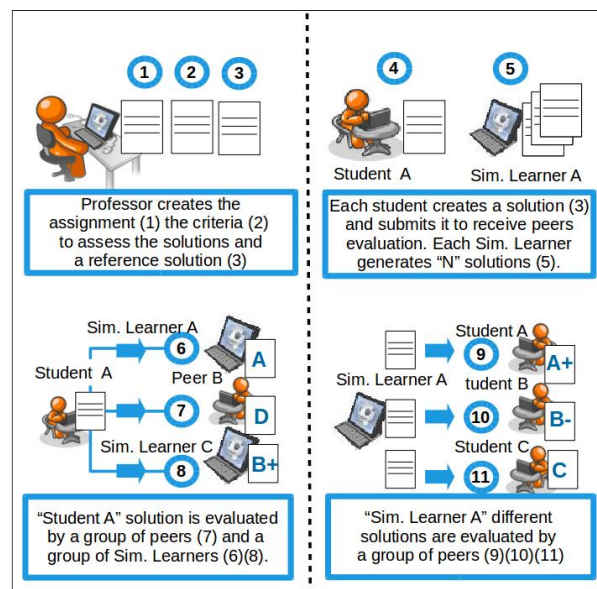 1 2 3
Professor creates the
assignment (1) the criteria (2)
to assess the solutions and
a reference solution (3)
4 5
Student A Sim. Learner A
Each student creates a solution (3)
and submits it to receive peers
evaluation. Each Sim. Learner
generates “N” solutions (5).
Sim. Learner A
6 A
Student A Peer B
7 D
Sim. Learner C
8 B+
“Student A” solution is evaluated
by a group of peers (7) and a
group of Sim. Learners (6)(8).
Student A
9 A+
Sim. Learner A tudent B
10 B-
Student C
11 C
“Sim. Learner A” different
solutions are evaluated by
a group of peers (9)(10)(11)